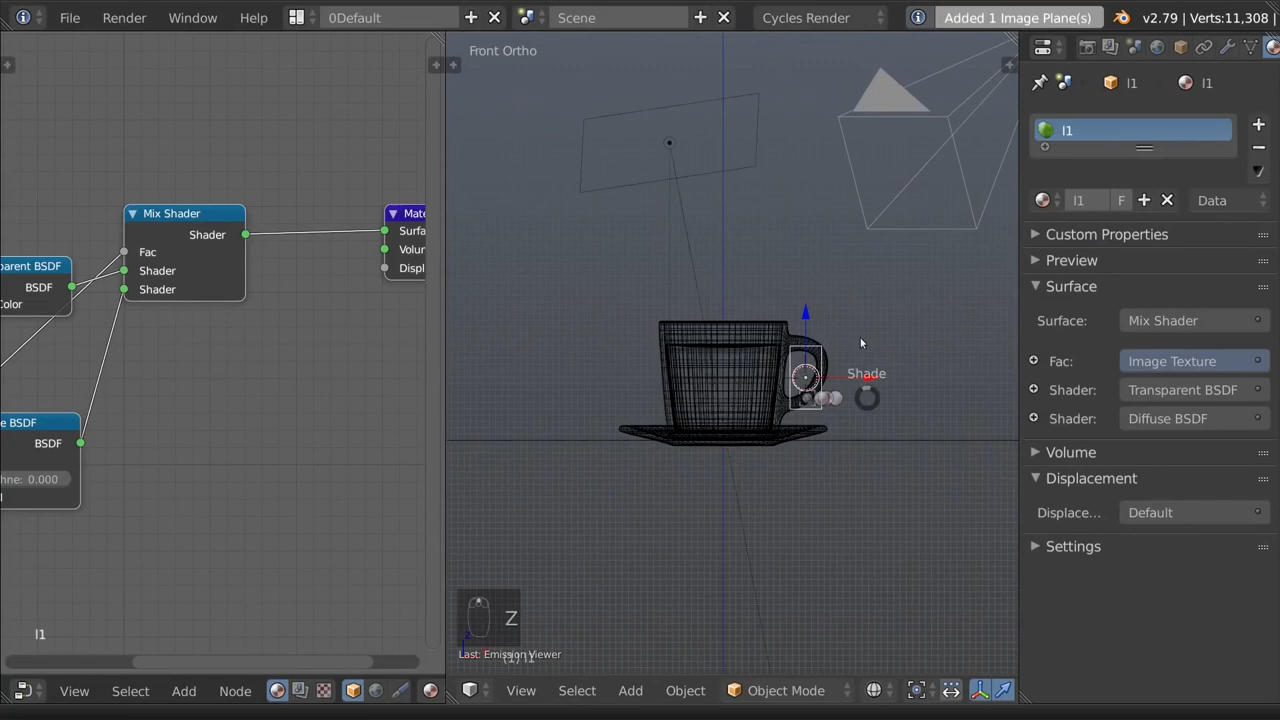 File Render Window Help 0Default Scene Cycles Render Added 1 Image Plane(s) v2.79 | Verts:11,308
Front Ortho
l1 l1
l1
l1 F Data
Mix Shader Mate
Shader Surfa
Fac Volum
Shader Displ
Shader
parent BSDF
BSDF
Color
e BSDF
BSDF
hne: 0.000
l
l1
Shade
Custom Properties
Preview
Surface
Surface: Mix Shader
Fac: Image Texture
Shader: Transparent BSDF
Shader: Diffuse BSDF
Volume
Displacement
Displace... Default
Settings
Z
Last: Emission Viewer
(1) l1
View Select Add Node
View Select Add Object Object Mode